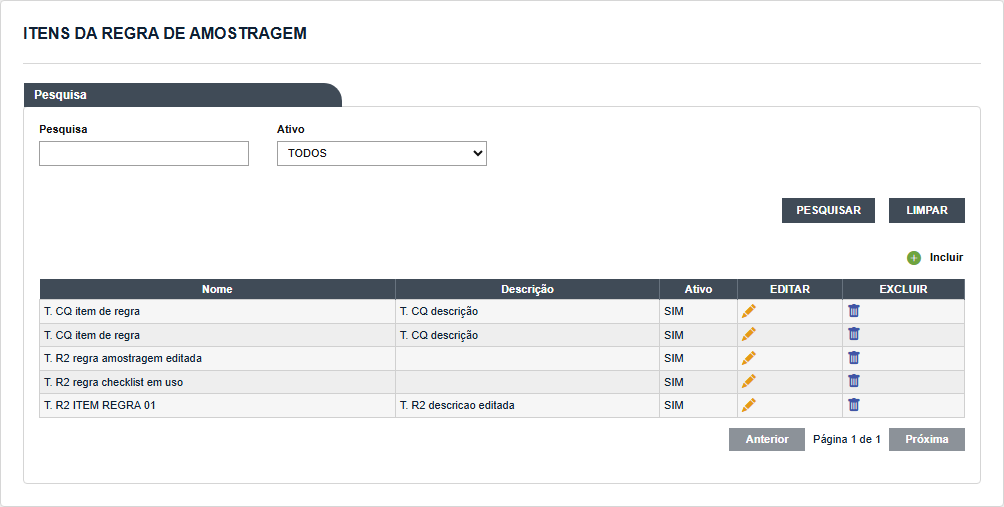 ITENS DA REGRA DE AMOSTRAGEM
Pesquisa
Pesquisa Ativo
TODOS
PESQUISAR LIMPAR
Incluir
Nome Descrição Ativo EDITAR EXCLUIR
T. CQ item de regra T. CQ descrição SIM
T. CQ item de regra T. CQ descrição SIM
T. R2 regra amostragem editada SIM
T. R2 regra checklist em uso SIM
T. R2 ITEM REGRA 01 T. R2 descricao editada SIM
Anterior Página 1 de 1 Próxima